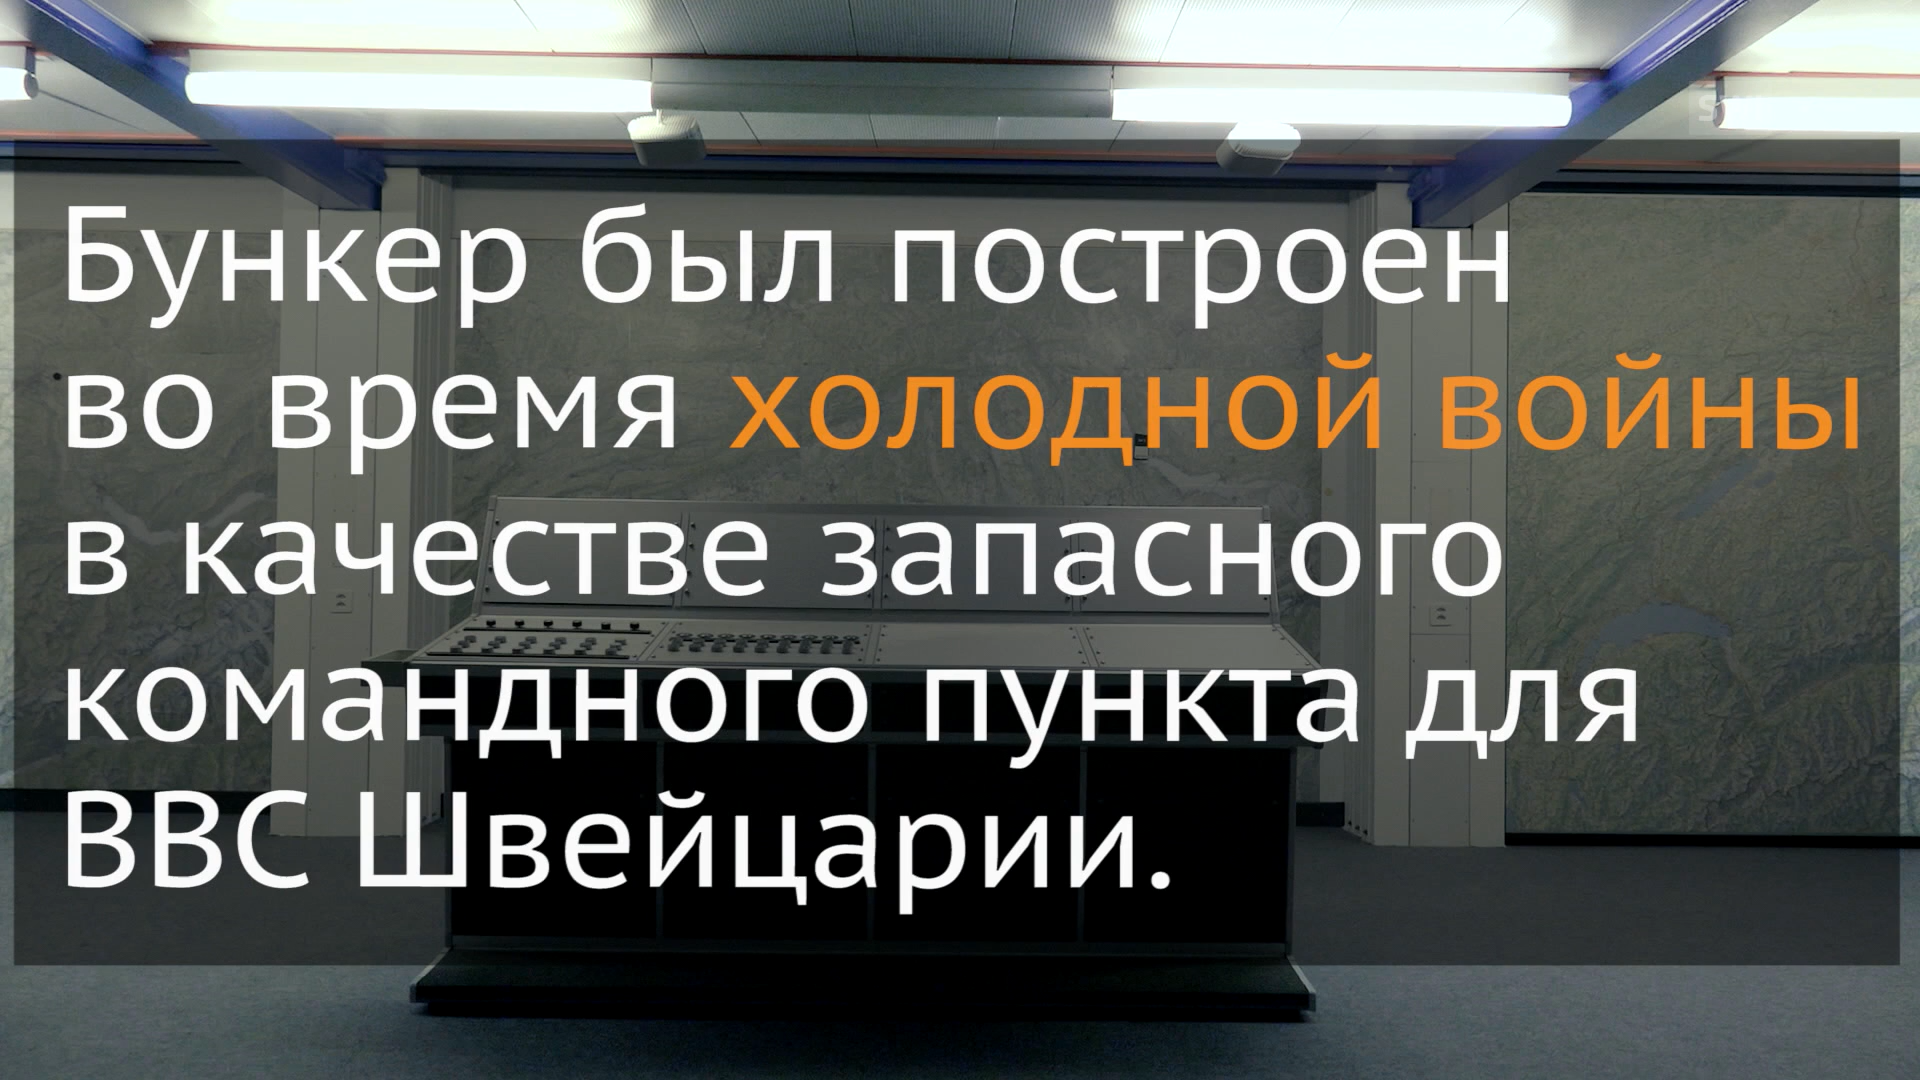 Бункер был построен
во время холодной войны
в качестве запасного
командного пункта для
ВВС Швейцарии.